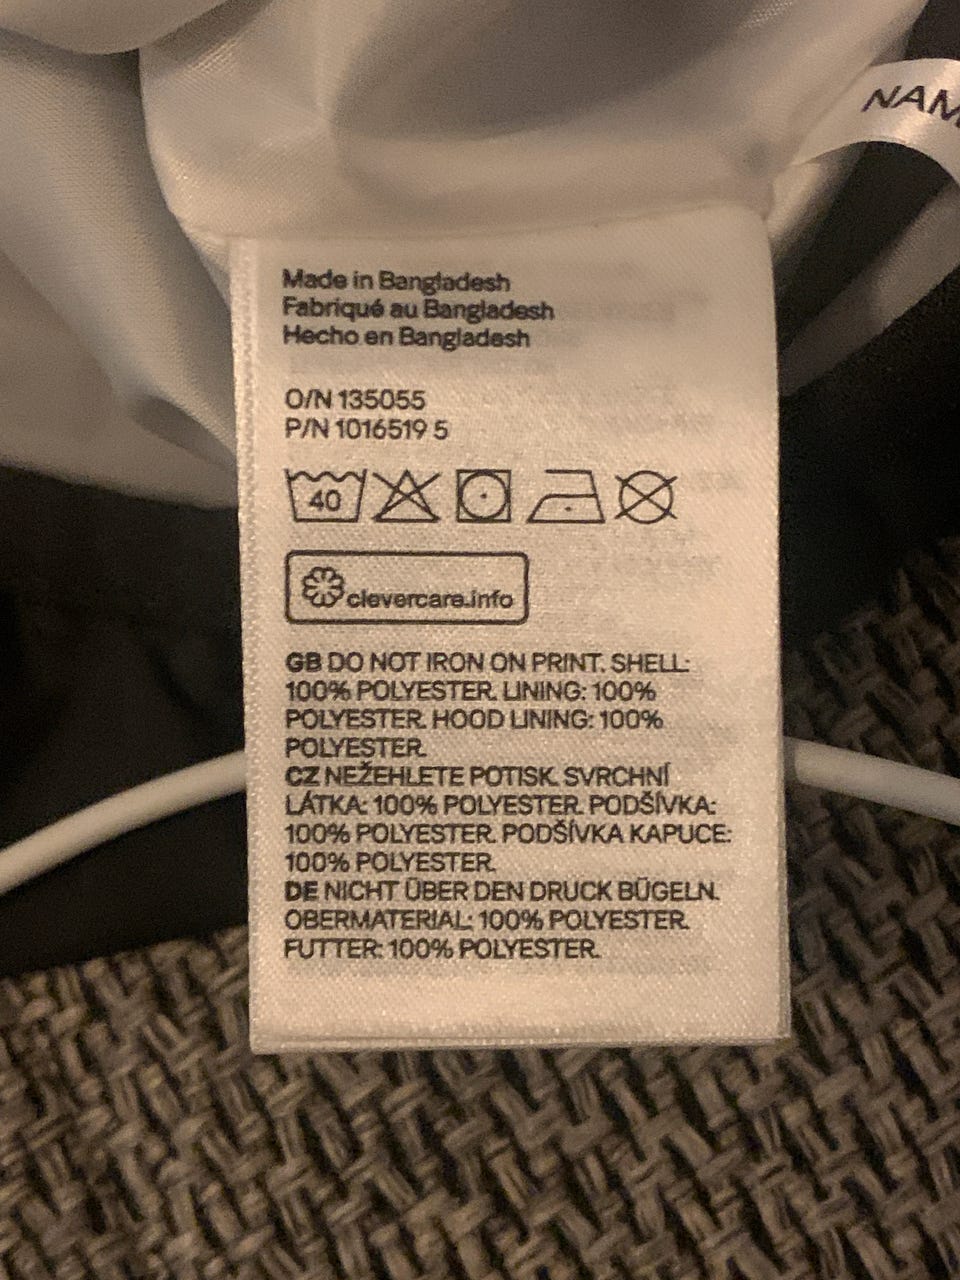 NAM
Made in Bangladesh
Fabriqué au Bangladesh
Hecho en Bangladesh
O/N 135055
P/N 1016519 5
40
clevercare.info
GB DO NOT IRON ON PRINT. SHELL:
100% POLYESTER. LINING: 100%
POLYESTER. HOOD LINING: 100%
POLYESTER.
CZ NEŽEHLETE POTISK. SVRCHNÍ
LÁTKA: 100% POLYESTER. PODŠÍVKA:
100% POLYESTER. PODŠÍVKA KAPUCE:
100% POLYESTER.
DE NICHT ÜBER DEN DRUCK BÜGELN.
OBERMATERIAL: 100% POLYESTER.
FUTTER: 100% POLYESTER.